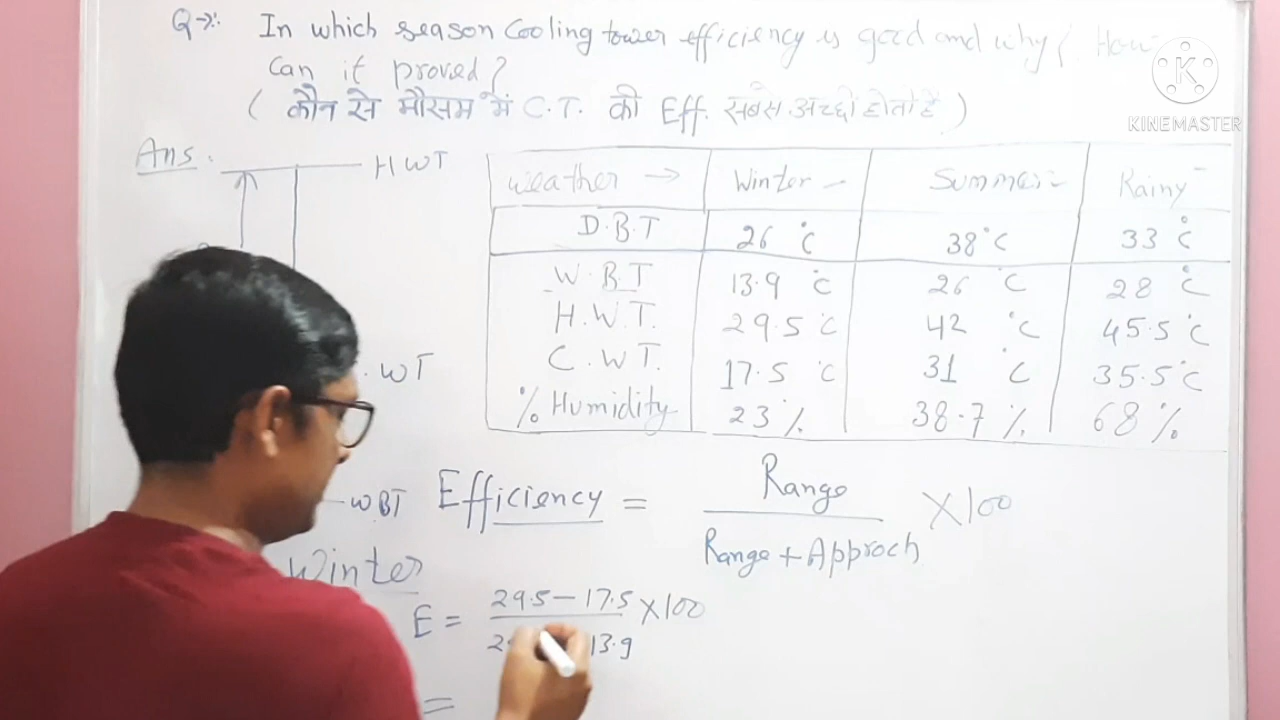 Q→: In which season Cooling tower efficiency is good and why? How
Can it proved?
( कौन से मौसम में C.T. की Eff. सबसे अच्छी होती है )
Ans.
HWT
. WT
WBT
Weather → Winter Summer Rainy
D.B.T 26 °C 38°C 33 °C
W.B.T 13.9 °C 26 °C 28 °C
H.W.T. 29.5 °C 42 °C 45.5 °C
C.W.T. 17.5 °C 31 °C 35.5 °C
% Humidity 23 % 38.7 % 68 %
Efficiency = Range / Range + Approch X100
Winter
E = 29.5 – 17.5 X100
13.9
=
KINEMASTER